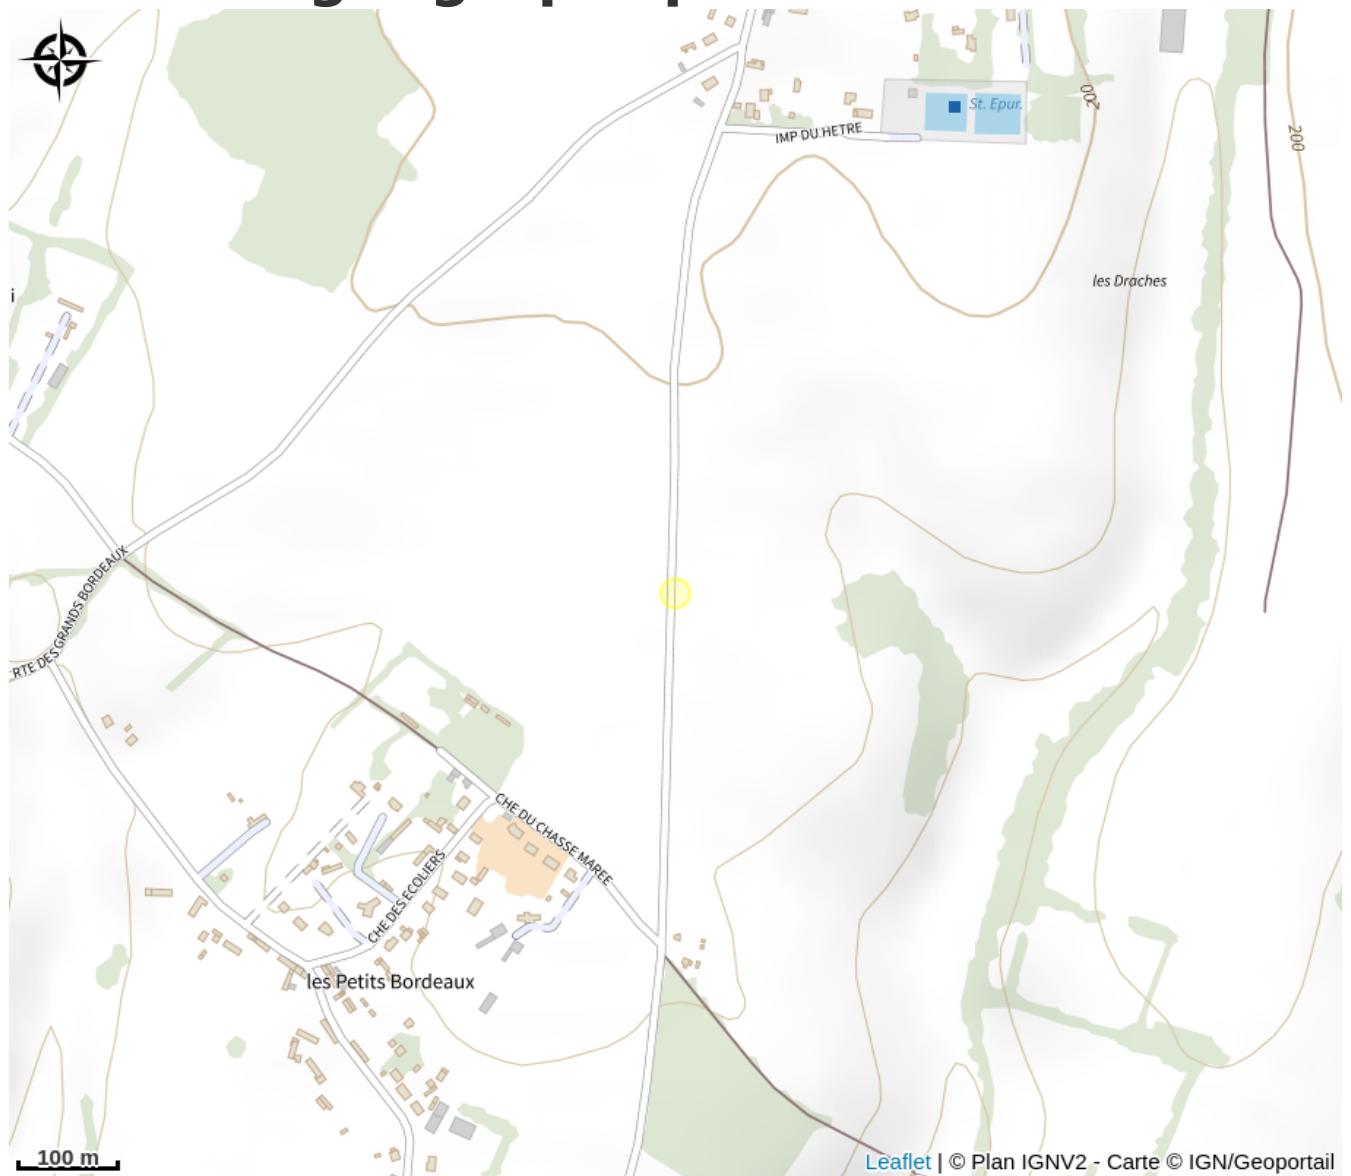 St. Epur.
IMP DU HETRE
200
200
les Draches
i
RTE DES GRANDS BORDEAUX
CHE DU CHASSE MAREE
CHE DES ECOLIERS
les Petits Bordeaux
100 m
Leaflet | © Plan IGNV2 - Carte © IGN/Geoportail